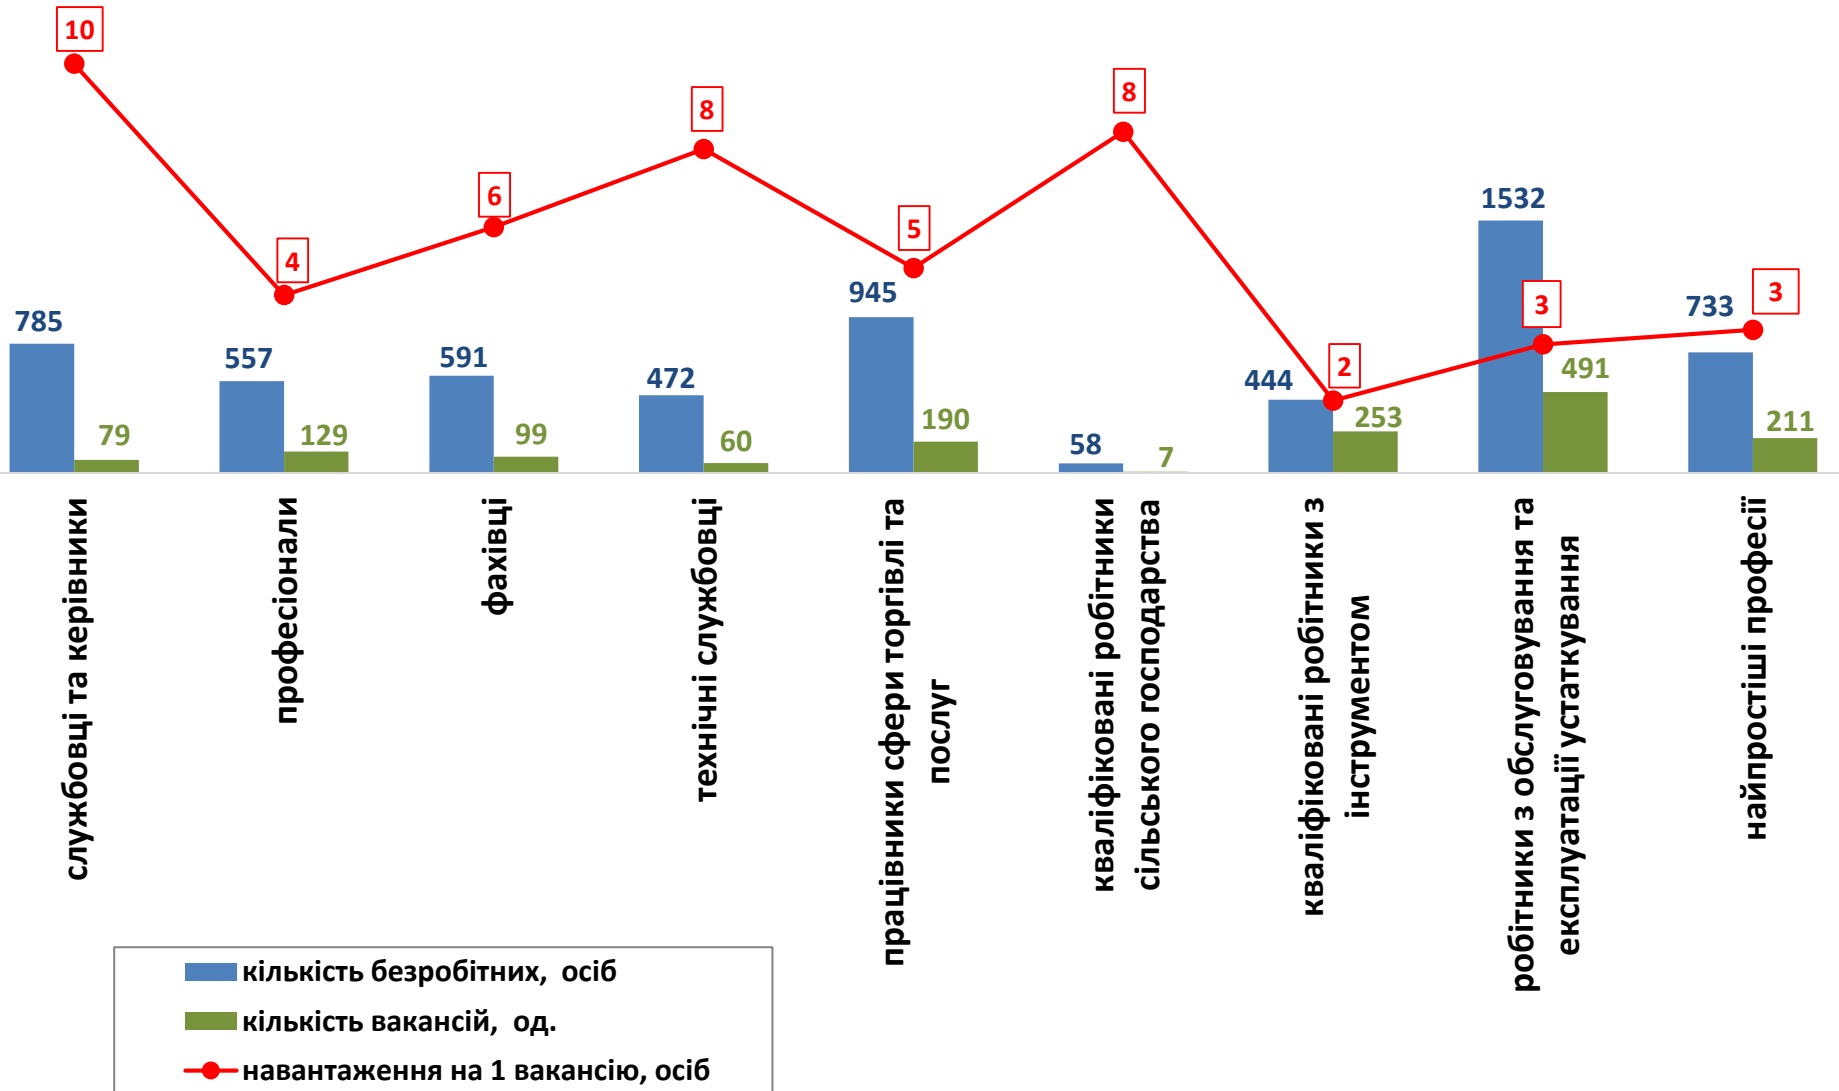 10
4
6
8
5
8
2
3
3
785
79
557
129
591
99
472
60
945
190
58
7
444
253
1532
491
733
211
службовці та керівники
професіонали
фахівці
технічні службовці
працівники сфери торгівлі та
послуг
кваліфіковані робітники
сільського господарства
кваліфіковані робітники з
інструментом
робітники з обслуговування та
експлуатації устаткування
найпростіші професії
кількість безробітних, осіб
кількість вакансій, од.
навантаження на 1 вакансію, осіб